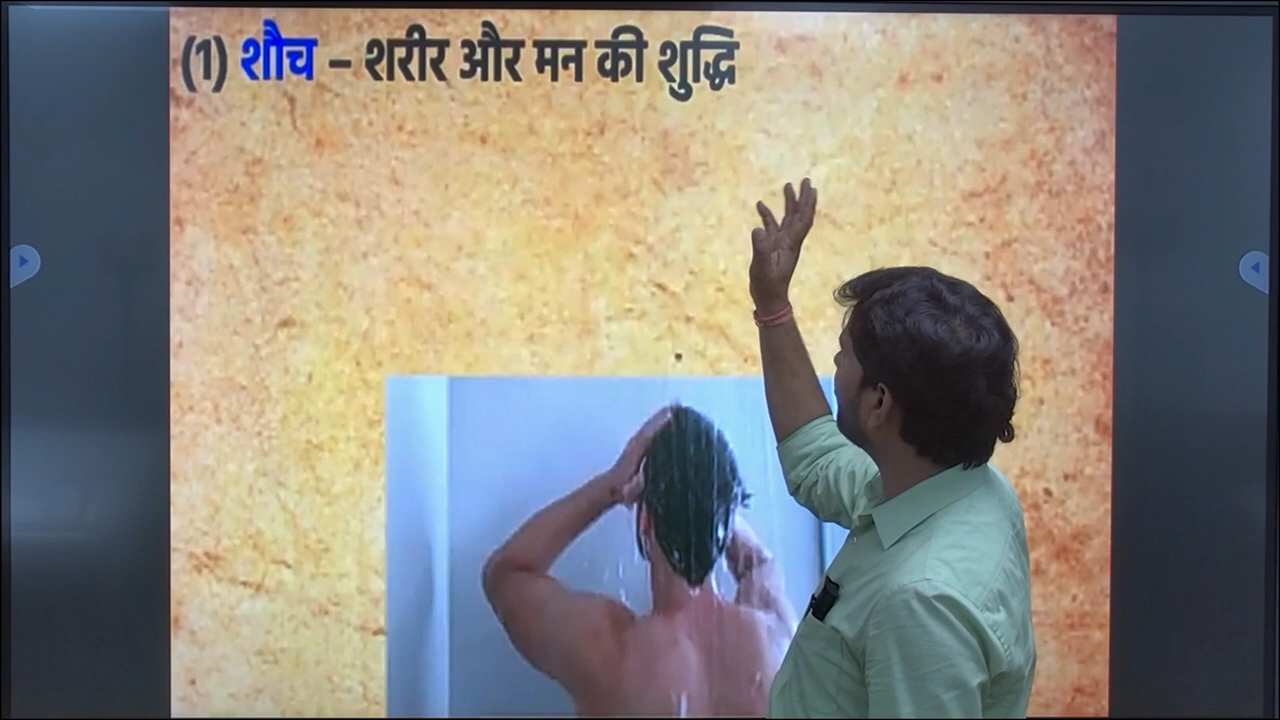 (1) शौच – शरीर और मन की शुद्धि